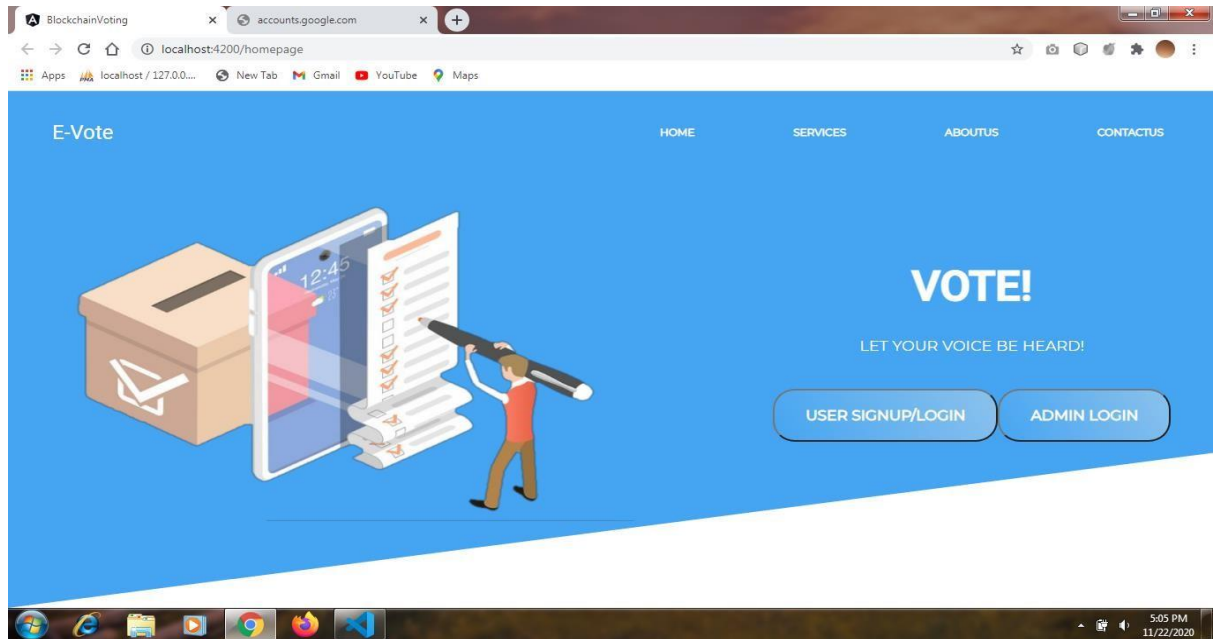 BlockchainVoting
accounts.google.com
localhost:4200/homepage
Apps
localhost / 127.0.0....
New Tab
Gmail
YouTube
Maps
E-Vote
HOME
SERVICES
ABOUTUS
CONTACTUS
12:45
VOTE!
LET YOUR VOICE BE HEARD!
USER SIGNUP/LOGIN
ADMIN LOGIN
5:05 PM
11/22/2020